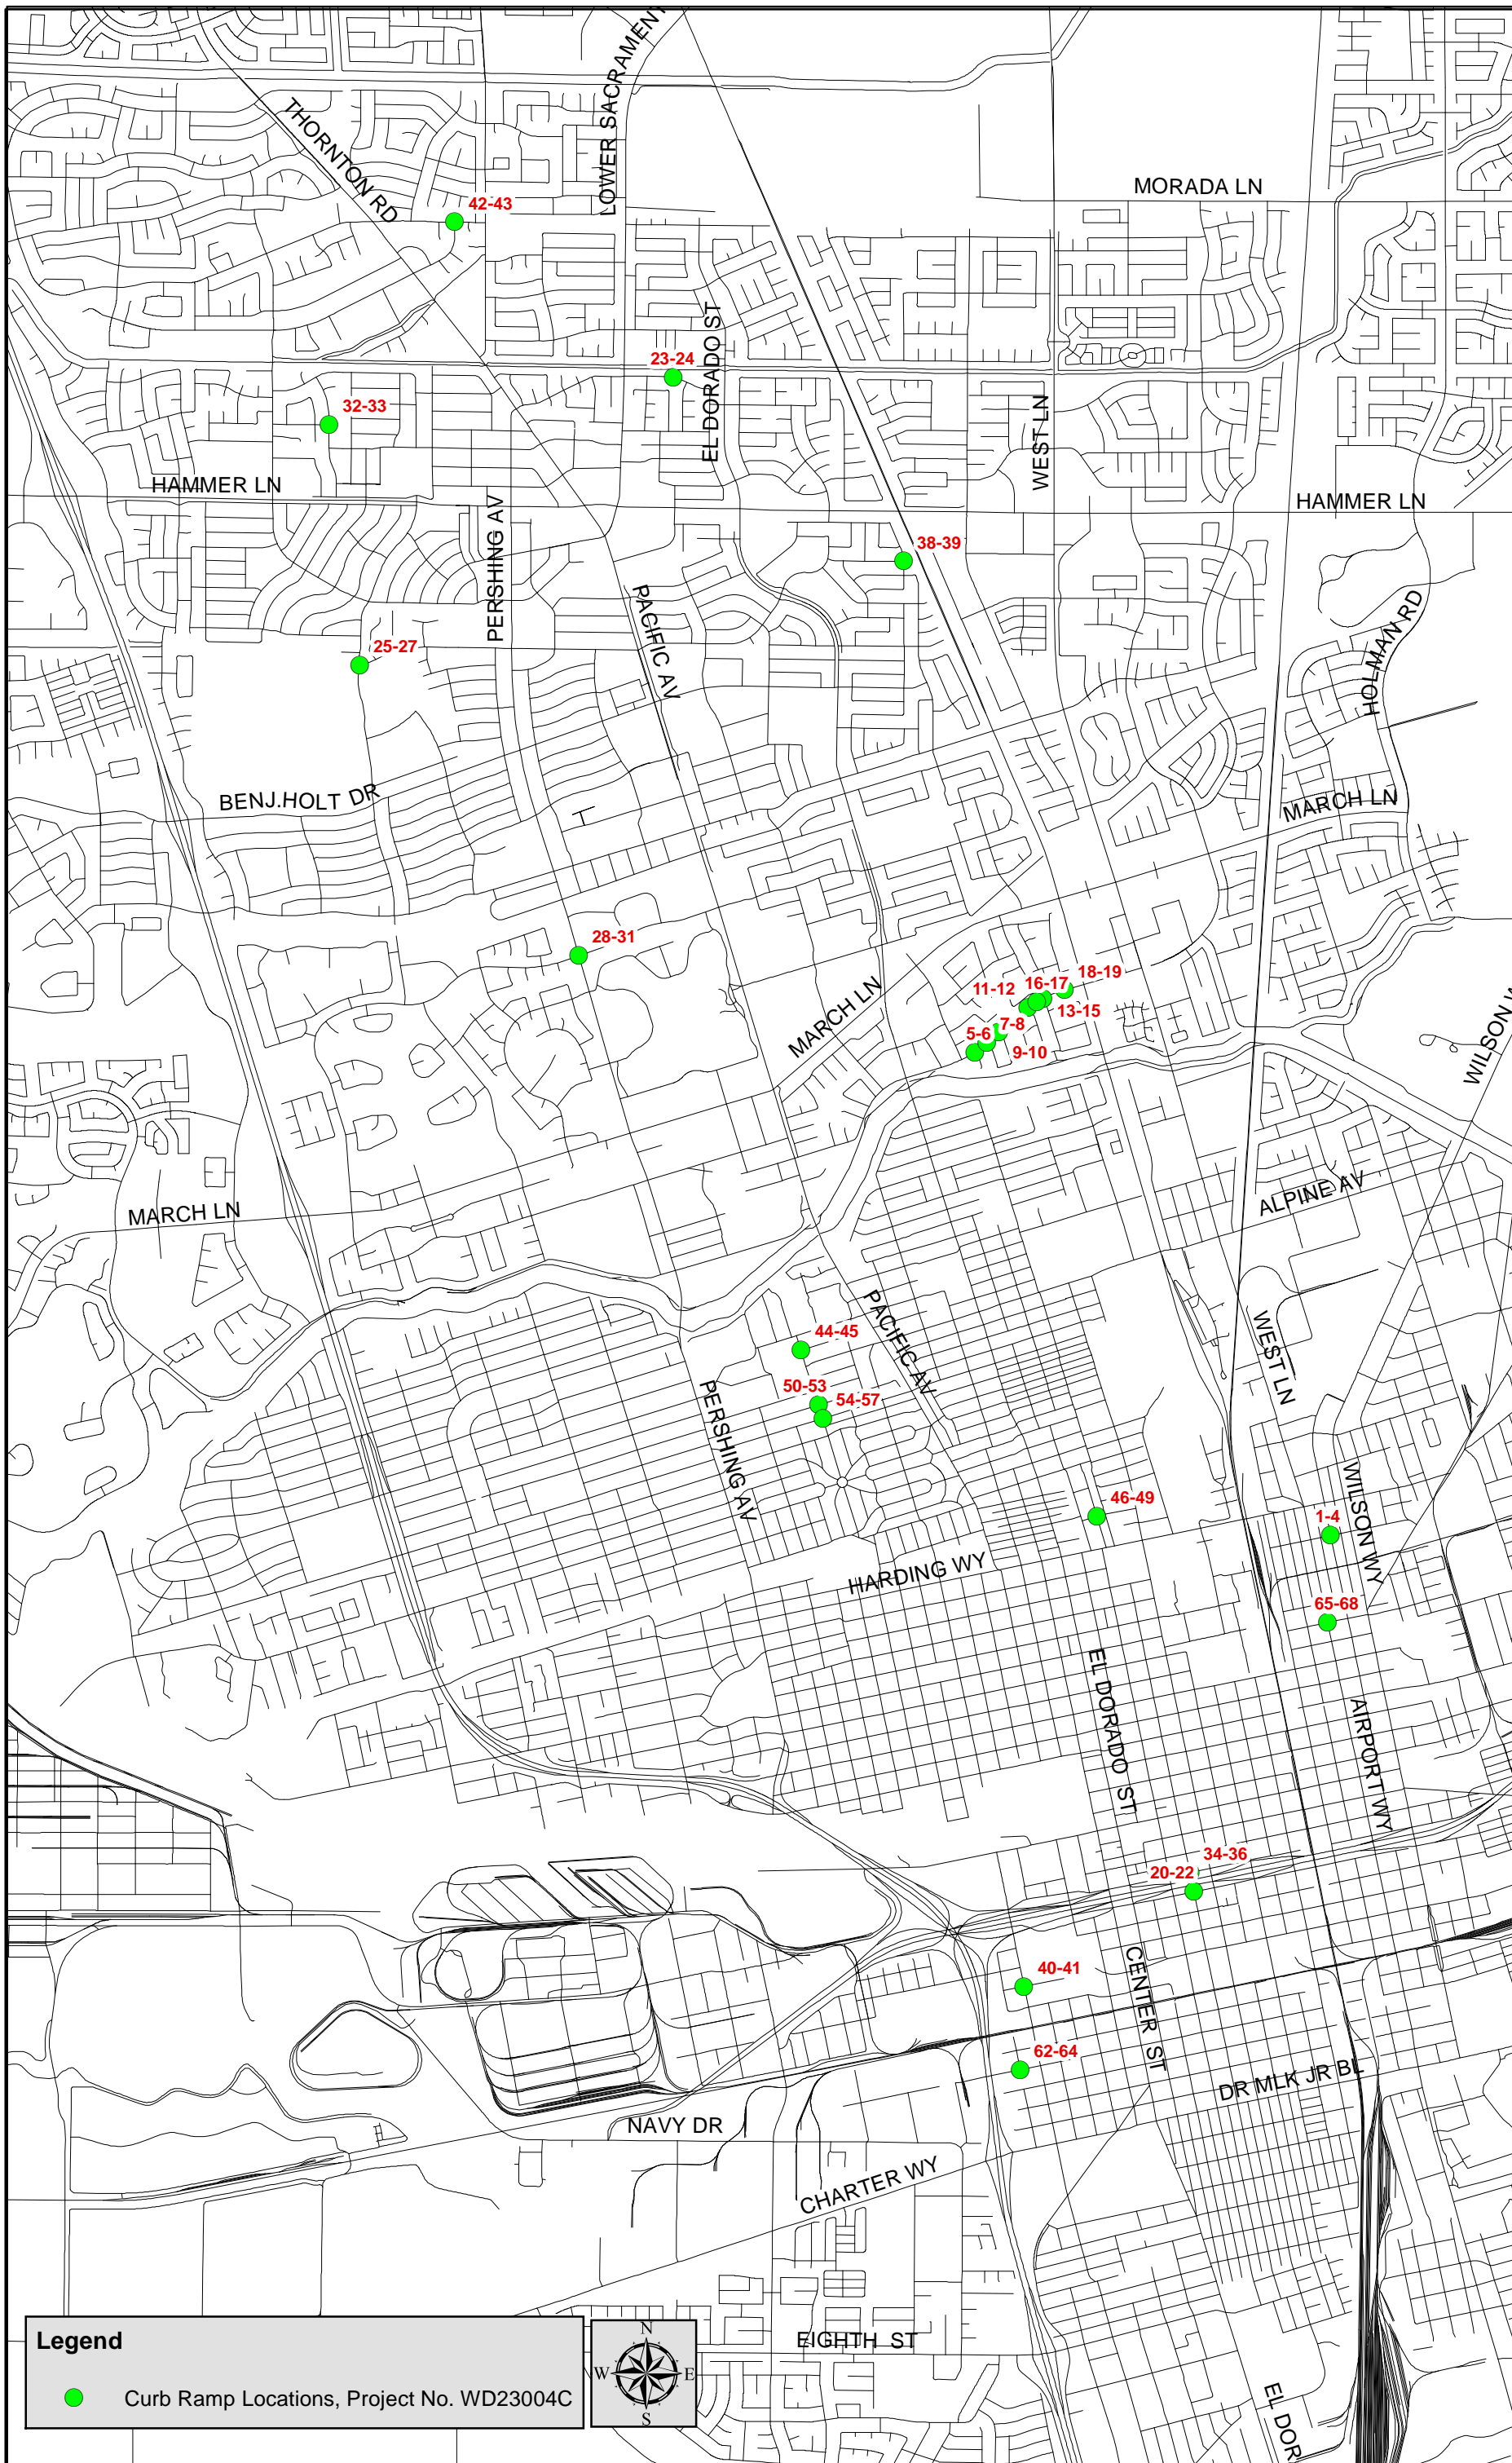 LOWER SACRAMENT
THORNTON RD
MORADA LN
42-43
EL DORADO ST
23-24
32-33
WEST LN
HAMMER LN
HAMMER LN
PERSHING AV
38-39
PACIFIC AV
HOLMAN RD
25-27
BENJ.HOLT DR
MARCH LN
28-31
18-19
16-17
11-12
13-15
MARCH LN
7-8
5-6
9-10
WILSON W
ALPINE AV
MARCH LN
PACIFIC AV
WEST LN
44-45
50-53
54-57
PERSHING AV
WILSON WY
46-49
1-4
HARDING WY
65-68
EL DORADO ST
AIRPORT WY
34-36
20-22
CENTER ST
40-41
62-64
DR MLK JR BL
NAVY DR
CHARTER WY
EIGHTH ST
EL DOR
Legend
Curb Ramp Locations, Project No. WD23004C
N
W E
S